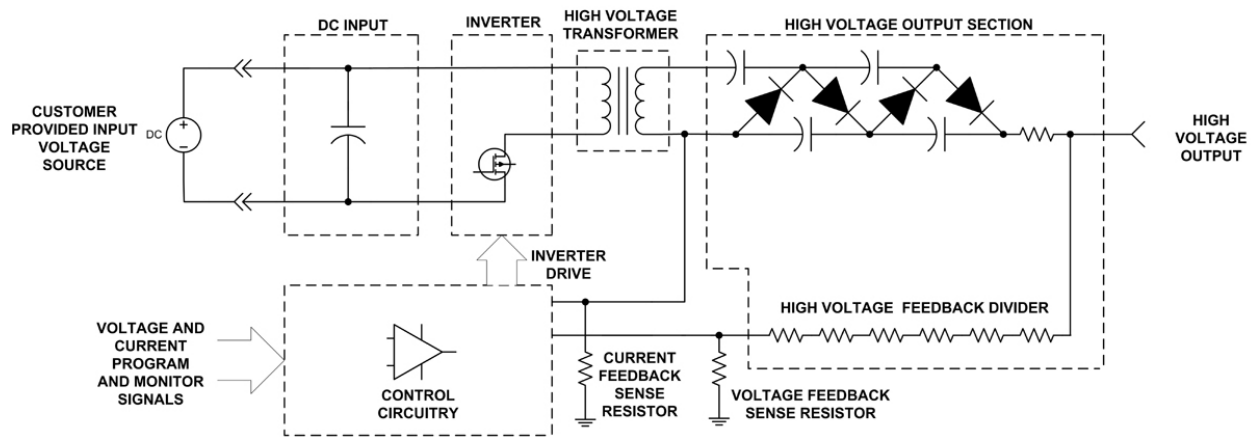 DC INPUT
INVERTER
HIGH VOLTAGE
TRANSFORMER
HIGH VOLTAGE OUTPUT SECTION
CUSTOMER
PROVIDED INPUT
VOLTAGE
SOURCE
DC
+
−
HIGH
VOLTAGE
OUTPUT
INVERTER
DRIVE
HIGH VOLTAGE FEEDBACK DIVIDER
VOLTAGE AND
CURRENT
PROGRAM
AND MONITOR
SIGNALS
CONTROL
CIRCUITRY
CURRENT
FEEDBACK
SENSE
RESISTOR
VOLTAGE FEEDBACK
SENSE RESISTOR